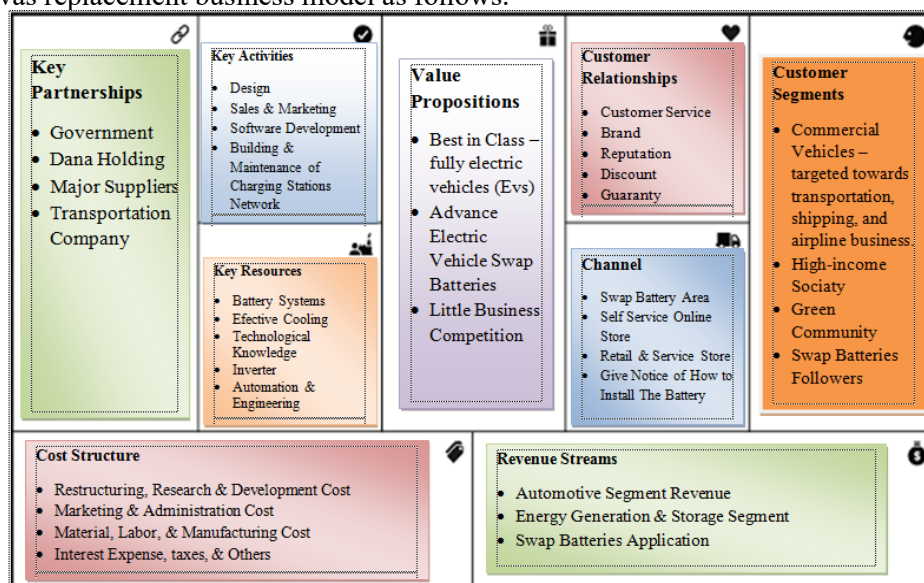 vas replacement business model as follows:
Key
Partnerships
• Government
• Dana Holding
• Major Suppliers
• Transportation
Company
Key Activities
• Design
• Sales & Marketing
• Software Development
• Building &
Maintenance of
Charging Stations
Network
Key Resources
• Battery Systems
• Efective Cooling
• Technological
Knowledge
• Inverter
• Automation &
Engineering
Value
Propositions
• Best in Class –
fully electric
vehicles (Evs)
• Advance
Electric
Vehicle Swap
Batteries
• Little Business
Competition
Customer
Relationships
• Customer Service
• Brand
• Reputation
• Discount
• Guaranty
Channel
• Swap Battery Area
• Self Service Online
Store
• Retail & Service Store
• Give Notice of How to
Install The Battery
Customer
Segments
• Commercial
Vehicles –
targeted towards
transportation,
shipping, and
airpline business
• High-income
Sociaty
• Green
Community
• Swap Batteries
Followers
Cost Structure
• Restructuring, Research & Development Cost
• Marketing & Administration Cost
• Material, Labor, & Manufacturing Cost
• Interest Expense, taxes, & Others
Revenue Streams
• Automotive Segment Revenue
• Energy Generation & Storage Segment
• Swap Batteries Application